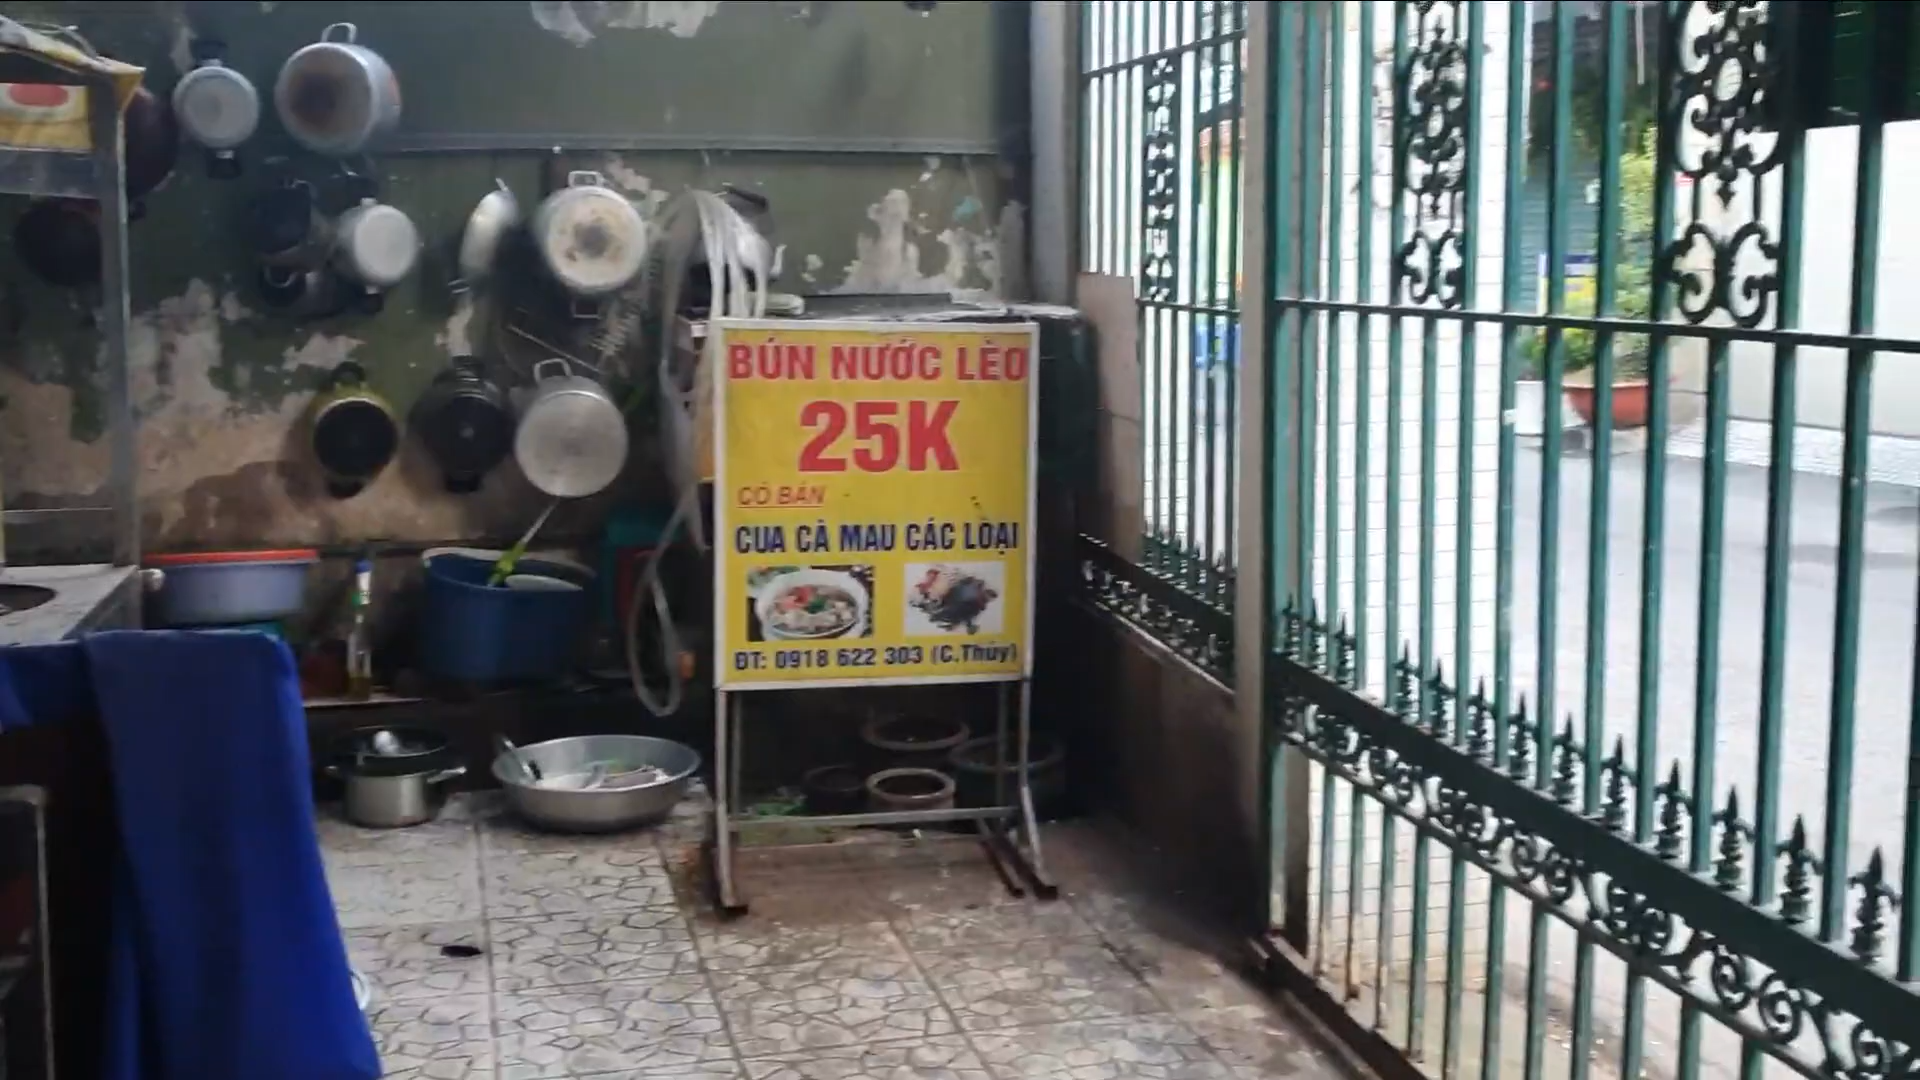 BÚN NƯỚC LÈO
25K
CÓ BÁN
CUA CÀ MAU CÁC LOẠI
ĐT: 0918 622 303 (C.Thủy)